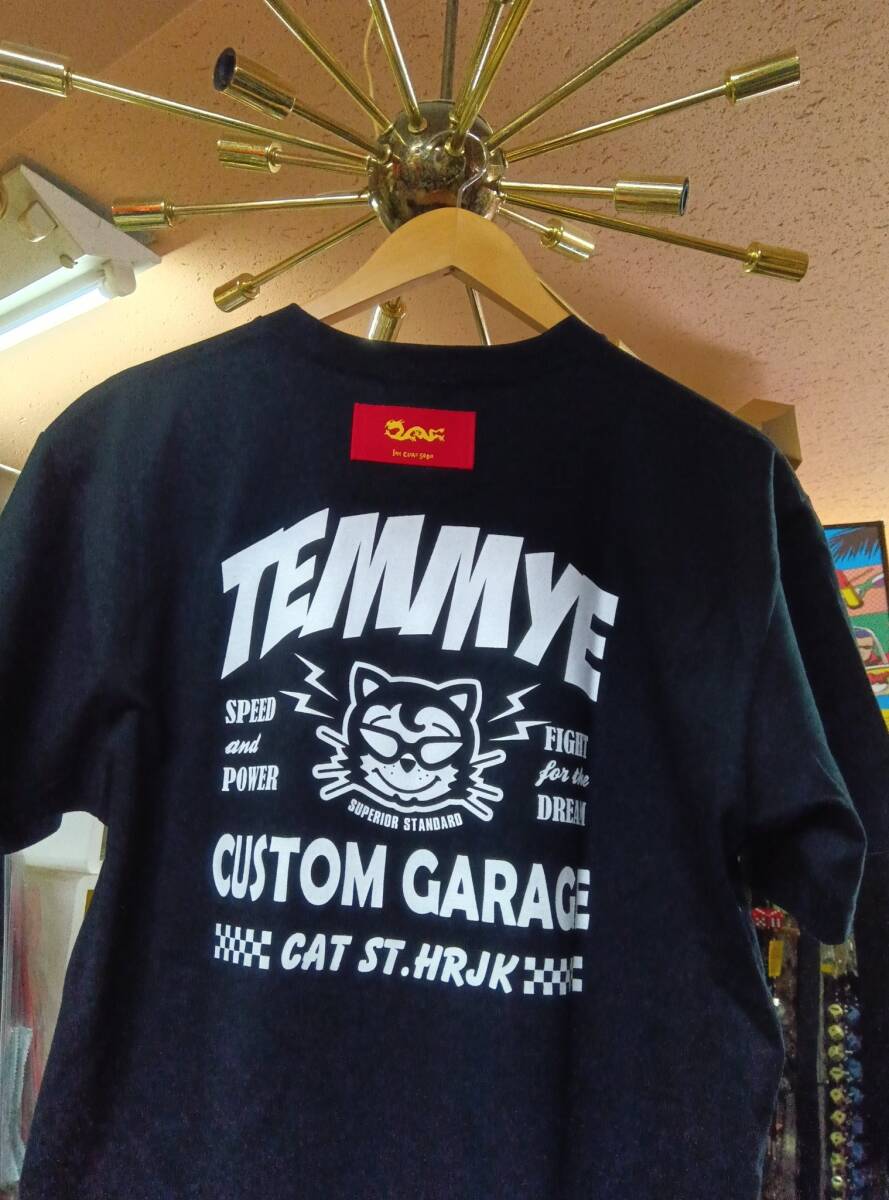 TEMMYE
SPEED
and
POWER
FIGHT
for the
DREAM
SUPERIOR STANDARD
CUSTOM GARAGE
CAT ST.HRJK